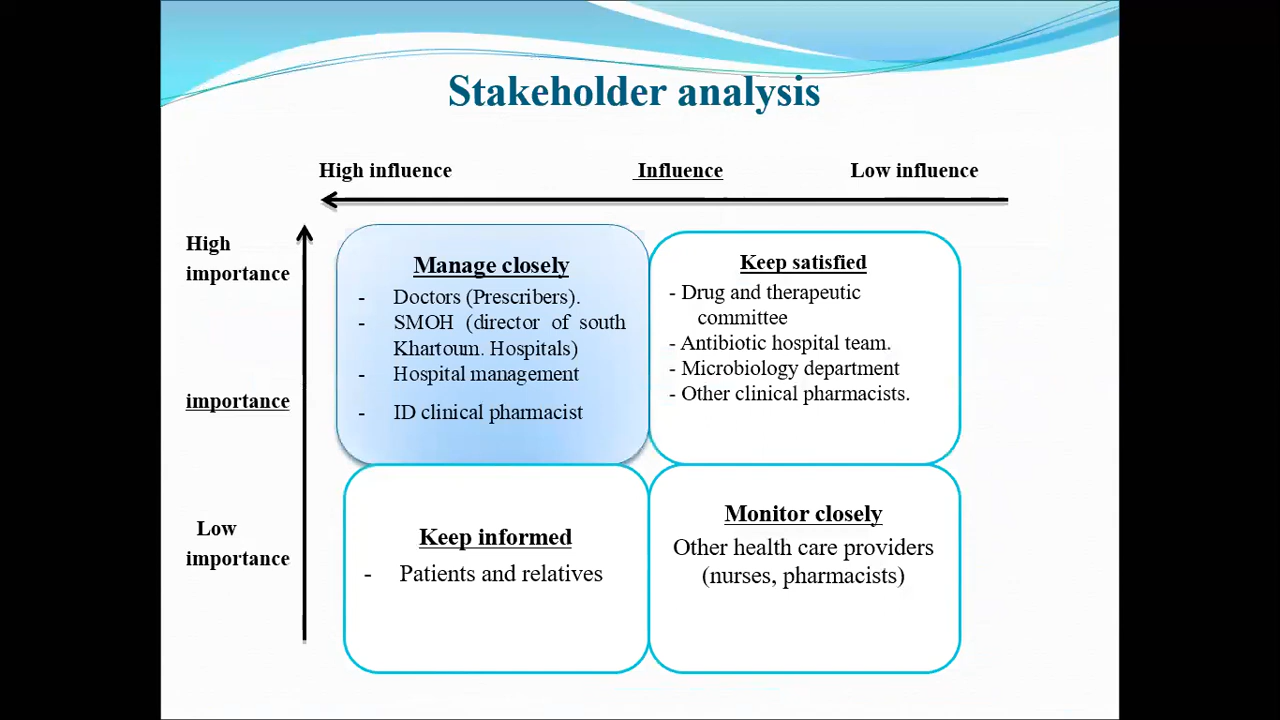 Stakeholder analysis
High influence
Influence
Low influence
High
importance
importance
Low
importance
Manage closely
- Doctors (Prescribers).
- SMOH (director of south
Khartoum. Hospitals)
- Hospital management
- ID clinical pharmacist
Keep satisfied
- Drug and therapeutic
committee
- Antibiotic hospital team.
- Microbiology department
- Other clinical pharmacists.
Keep informed
- Patients and relatives
Monitor closely
Other health care providers
(nurses, pharmacists)